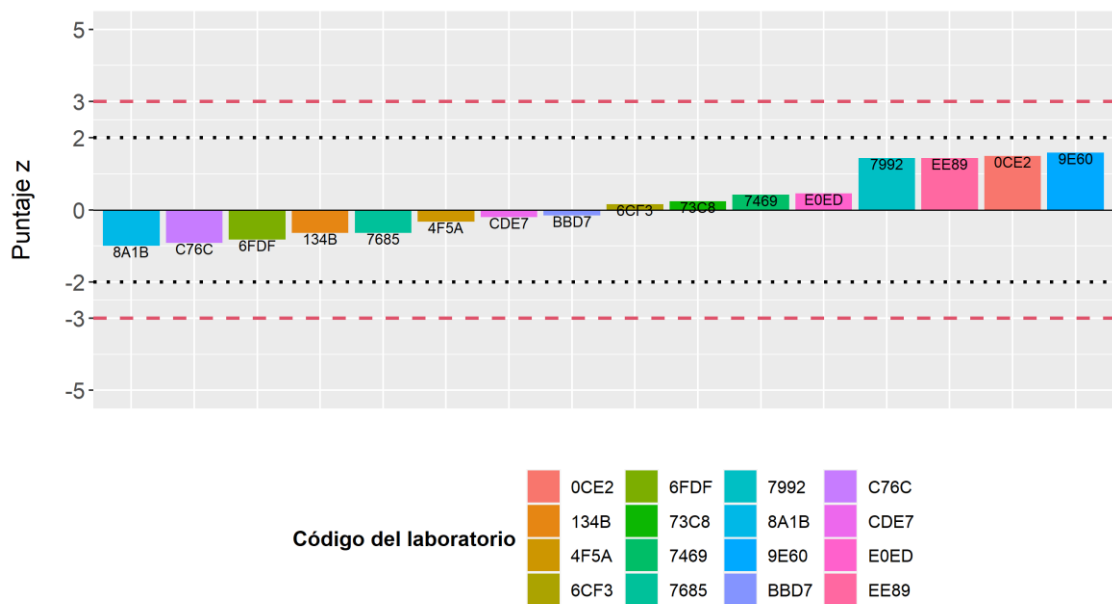 5
3
2
0
-2
-3
-5
Puntaje z
8A1B
C76C
6FDF
134B
7685
4F5A
CDE7
BBD7
6CF3
73C8
7469
E0ED
7992
EE89
0CE2
9E60
Código del laboratorio
0CE2 6FDF 7992 C76C
134B 73C8 8A1B CDE7
4F5A 7469 9E60 E0ED
6CF3 7685 BBD7 EE89